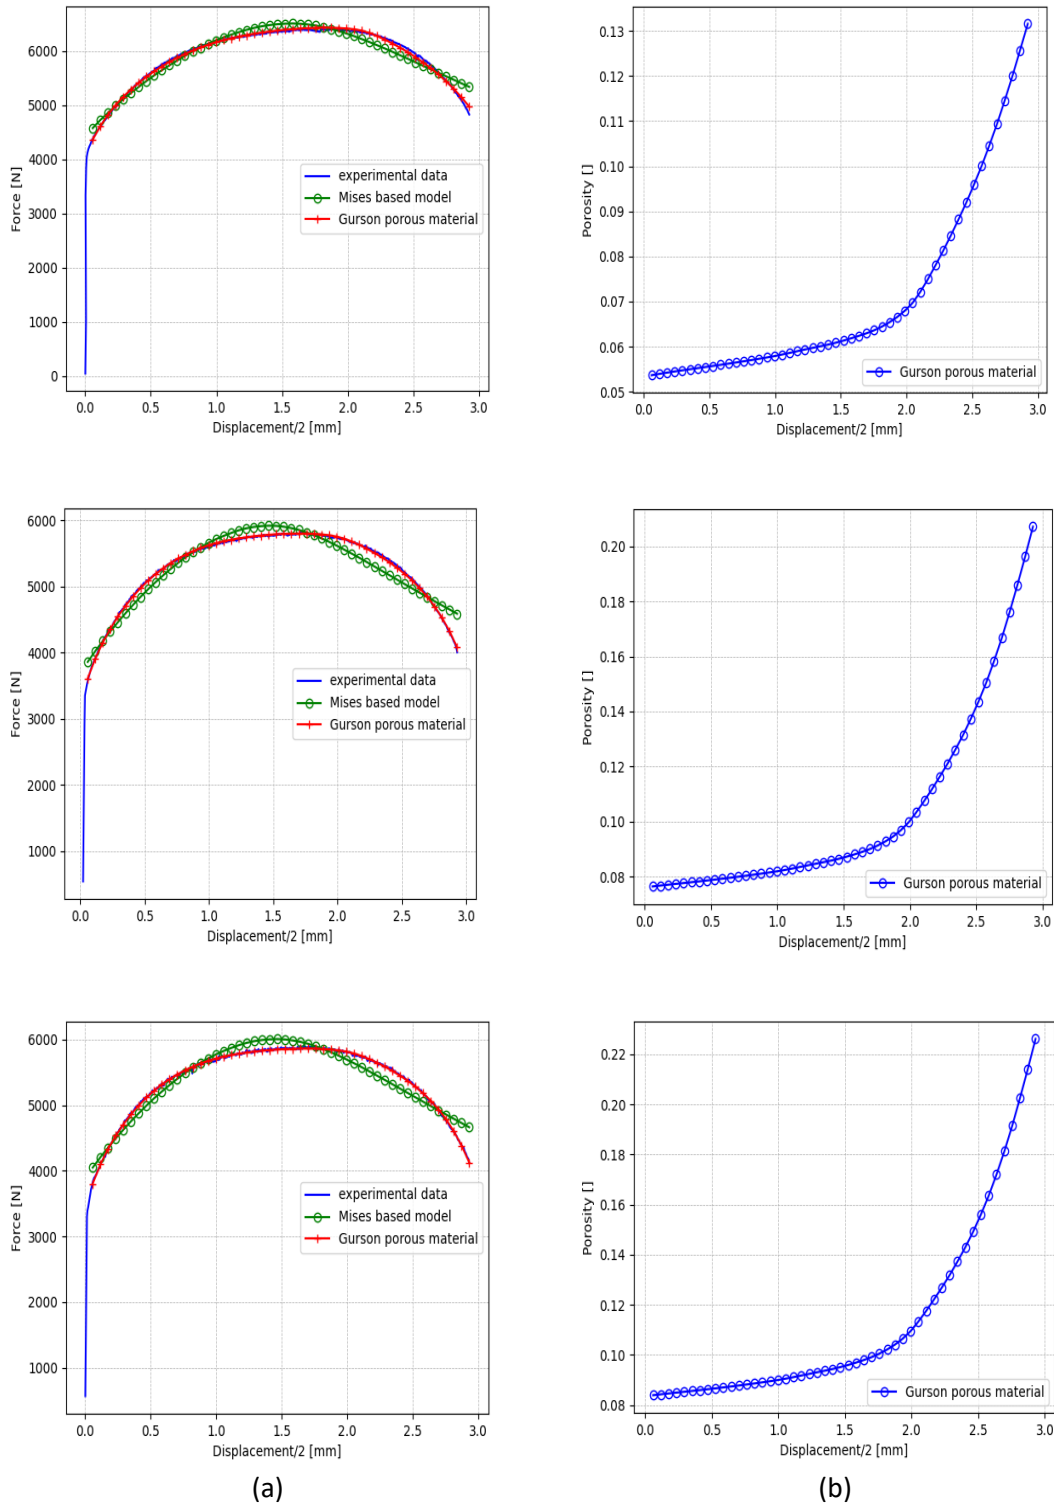 6000
5000
4000
3000
2000
1000
0
Force [N]
experimental data
Mises based model
Gurson porous material
0.0 0.5 1.0 1.5 2.0 2.5 3.0
Displacement/2 [mm]
0.13
0.12
0.11
0.10
0.09
0.08
0.07
0.06
0.05
Porosity []
Gurson porous material
0.0 0.5 1.0 1.5 2.0 2.5 3.0
Displacement/2 [mm]
6000
5000
4000
3000
2000
1000
Force [N]
experimental data
Mises based model
Gurson porous material
0.0 0.5 1.0 1.5 2.0 2.5 3.0
Displacement/2 [mm]
0.20
0.18
0.16
0.14
0.12
0.10
0.08
Porosity []
Gurson porous material
0.0 0.5 1.0 1.5 2.0 2.5 3.0
Displacement/2 [mm]
6000
5000
4000
3000
2000
1000
Force [N]
experimental data
Mises based model
Gurson porous material
0.0 0.5 1.0 1.5 2.0 2.5 3.0
Displacement/2 [mm]
0.22
0.20
0.18
0.16
0.14
0.12
0.10
0.08
Porosity []
Gurson porous material
0.0 0.5 1.0 1.5 2.0 2.5 3.0
Displacement/2 [mm]
(a)
(b)